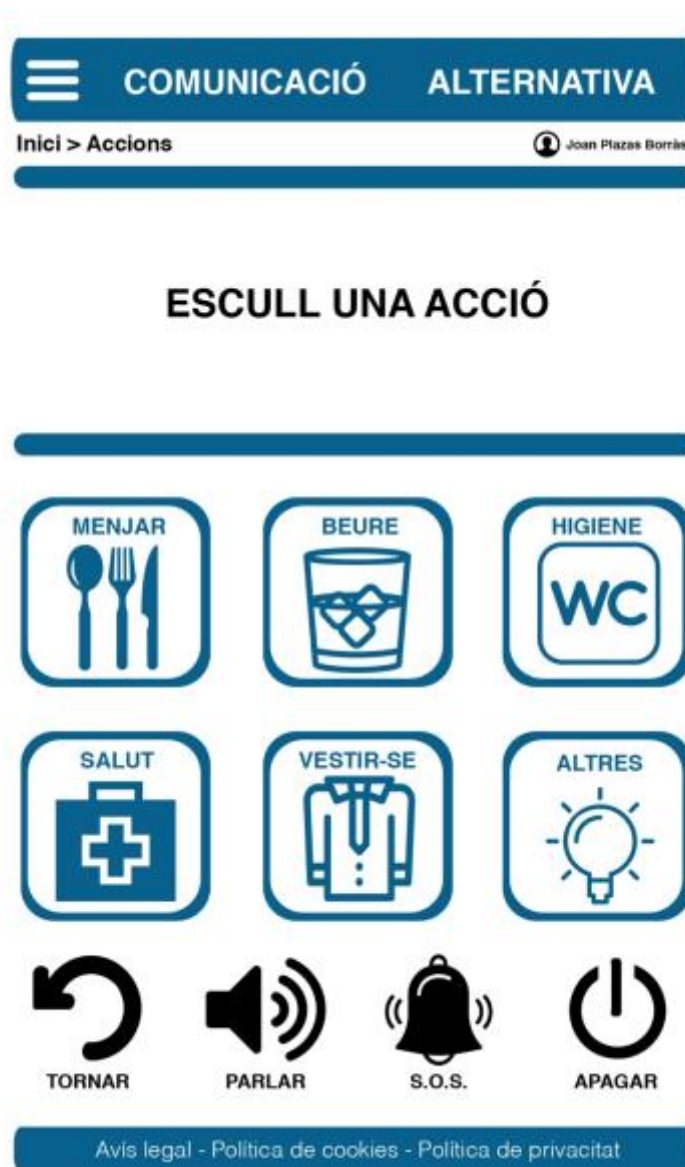 COMUNICACIÓ ALTERNATIVA
Inici > Accions Joan Plazas Borràs
ESCULL UNA ACCIÓ
MENJAR BEURE HIGIENE
WC
SALUT VESTIR-SE ALTRES
TORNAR PARLAR S.O.S. APAGAR
Avís legal - Política de cookies - Política de privacitat